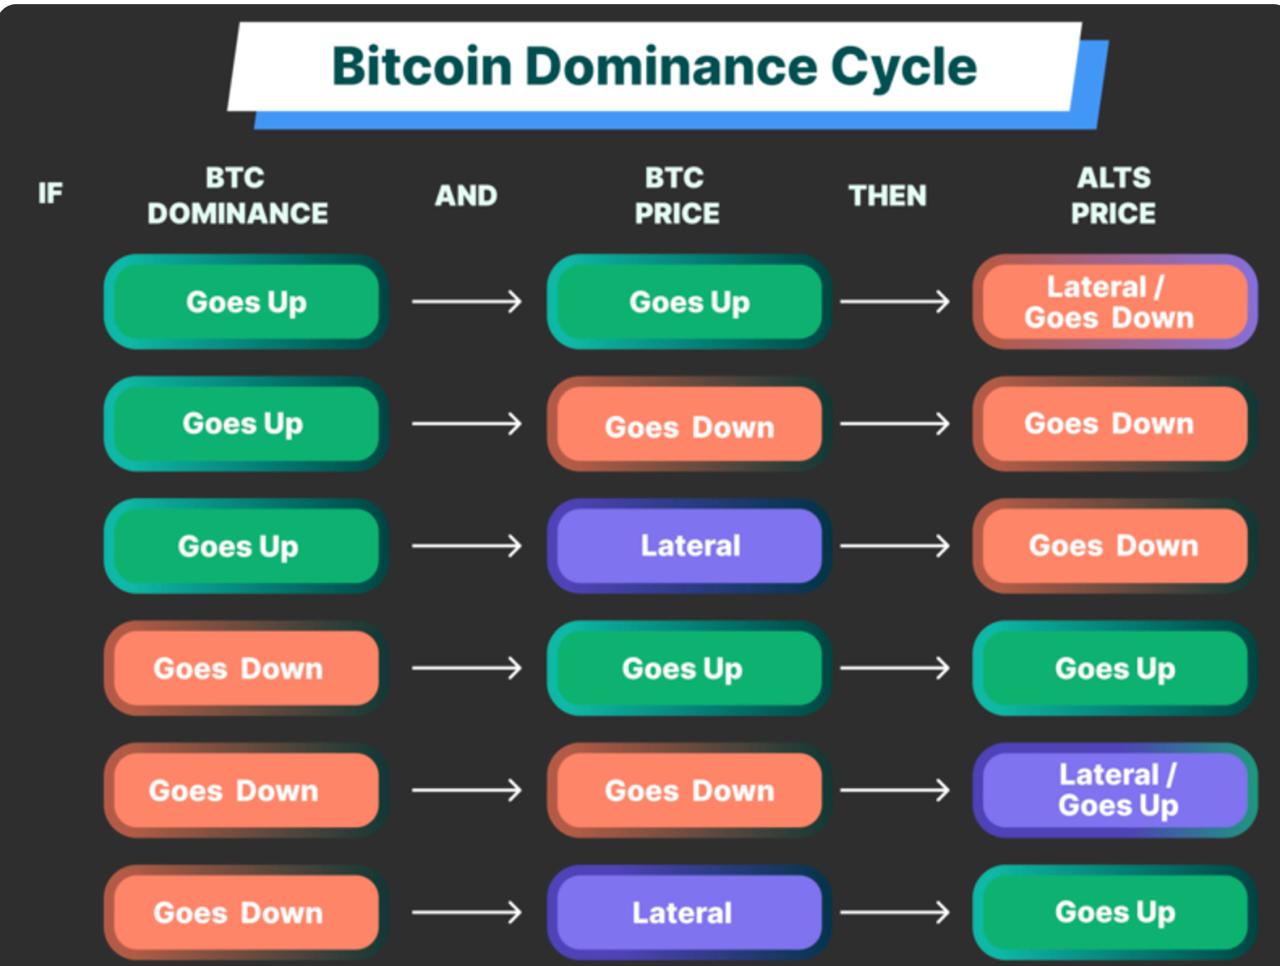 Bitcoin Dominance Cycle
IF
BTC
DOMINANCE
AND
BTC
PRICE
THEN
ALTS
PRICE
Goes Up
Goes Up
Lateral /
Goes Down
Goes Up
Goes Down
Goes Down
Goes Up
Lateral
Goes Down
Goes Down
Goes Up
Goes Up
Goes Down
Goes Down
Lateral /
Goes Up
Goes Down
Lateral
Goes Up